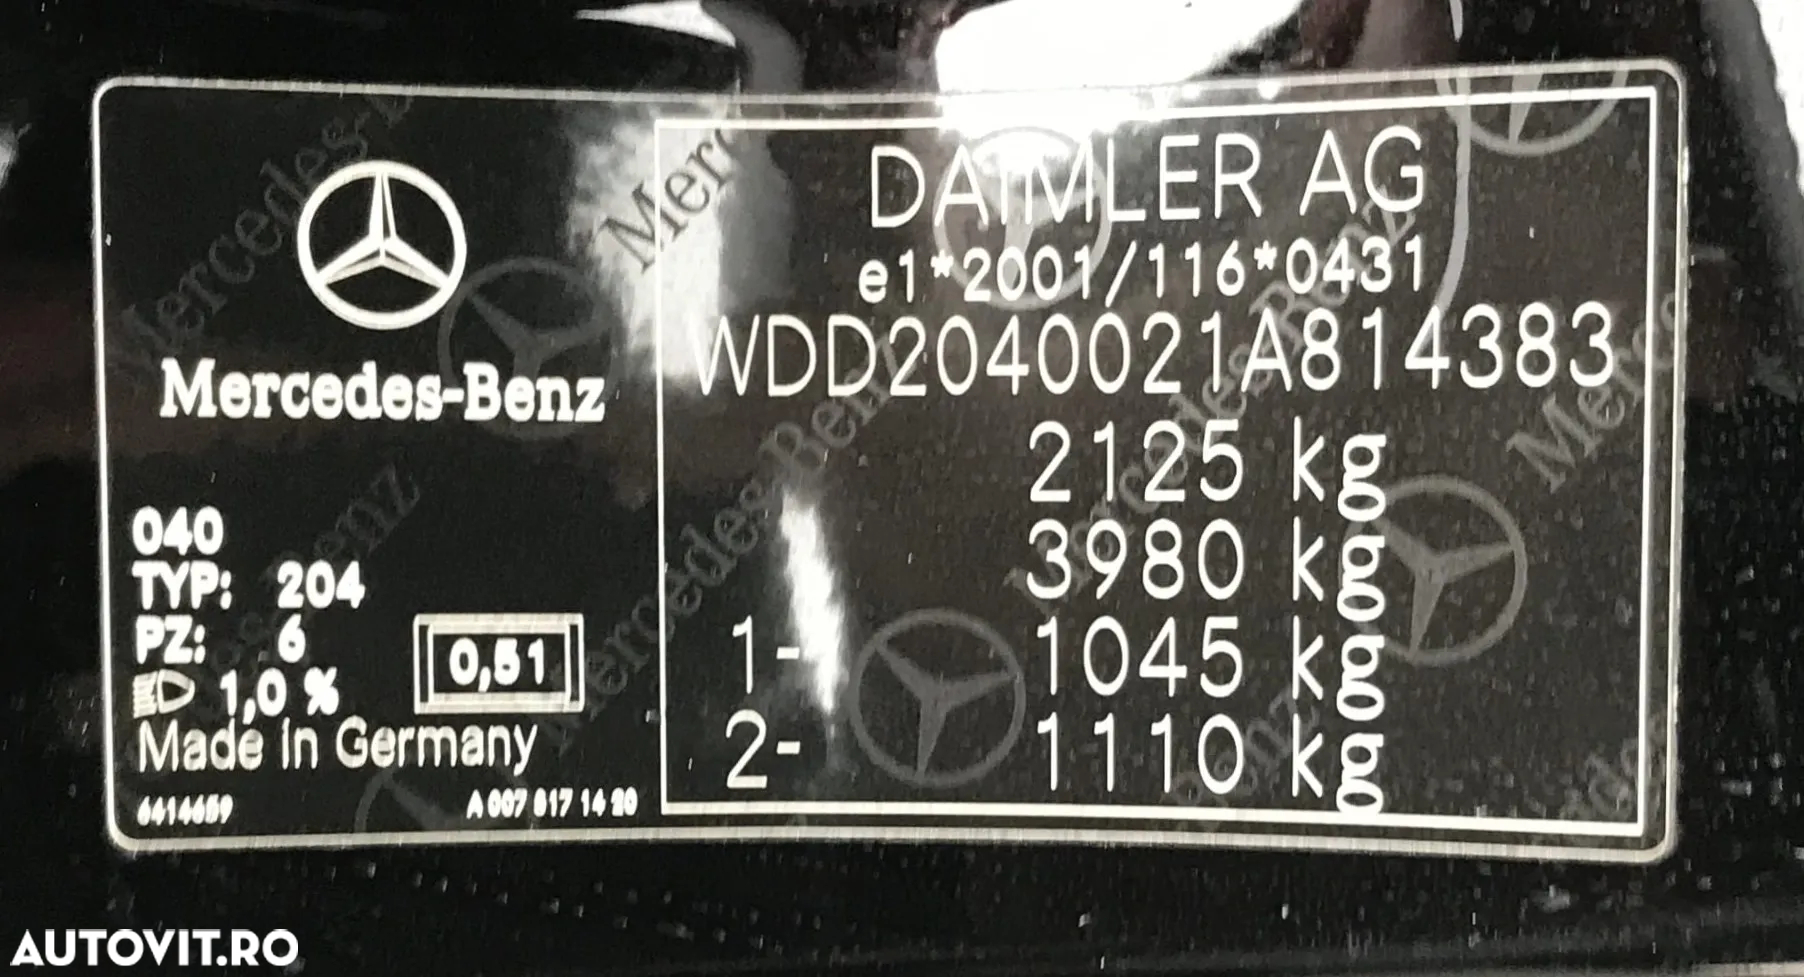 Mercedes-Benz
040
TYP: 204
PZ: 6
1,0 %
0,51
Made in Germany
6414659
A 007 817 14 20
DAIMLER AG
e1*2001/116*0431
WDD2040021A814383
2125 kg
3980 kg
1- 1045 kg
2- 1110 kg
AUTOVIT.RO